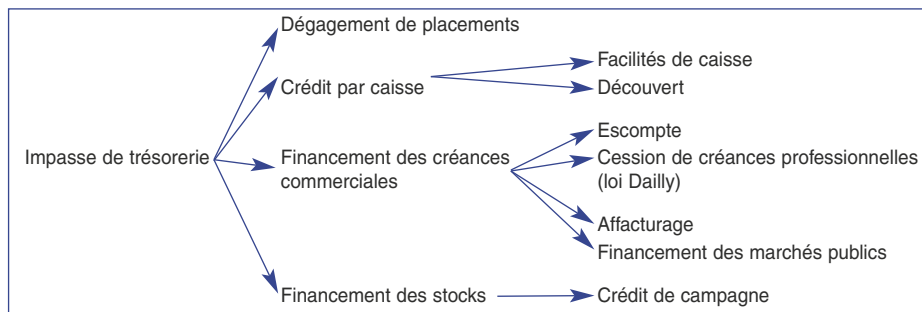 Dégagement de placements
Facilités de caisse
Crédit par caisse
Découvert
Escompte
Impasse de trésorerie
Financement des créances
commerciales
Cession de créances professionnelles
(loi Dailly)
Affacturage
Financement des marchés publics
Financement des stocks
Crédit de campagne